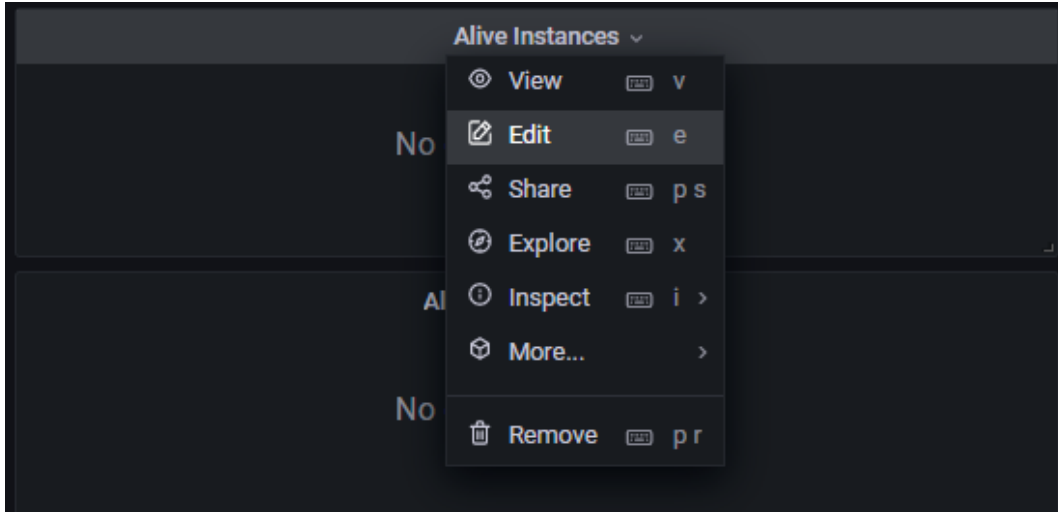 Alive Instances
View v
No
Edit e
Share p s
Explore x
Al
Inspect i
More...
No
Remove p r